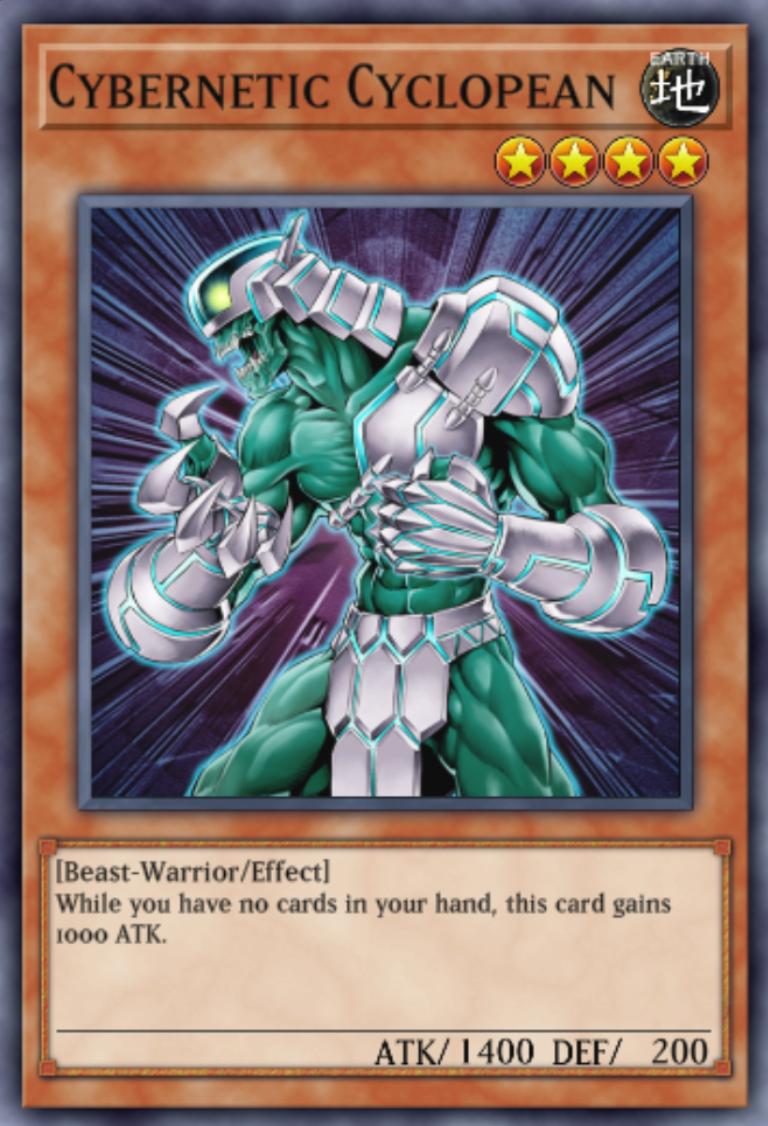 Cybernetic Cyclopean
EARTH
地
[Beast-Warrior/Effect]
While you have no cards in your hand, this card gains
1000 ATK.
ATK/ 1400 DEF/ 200